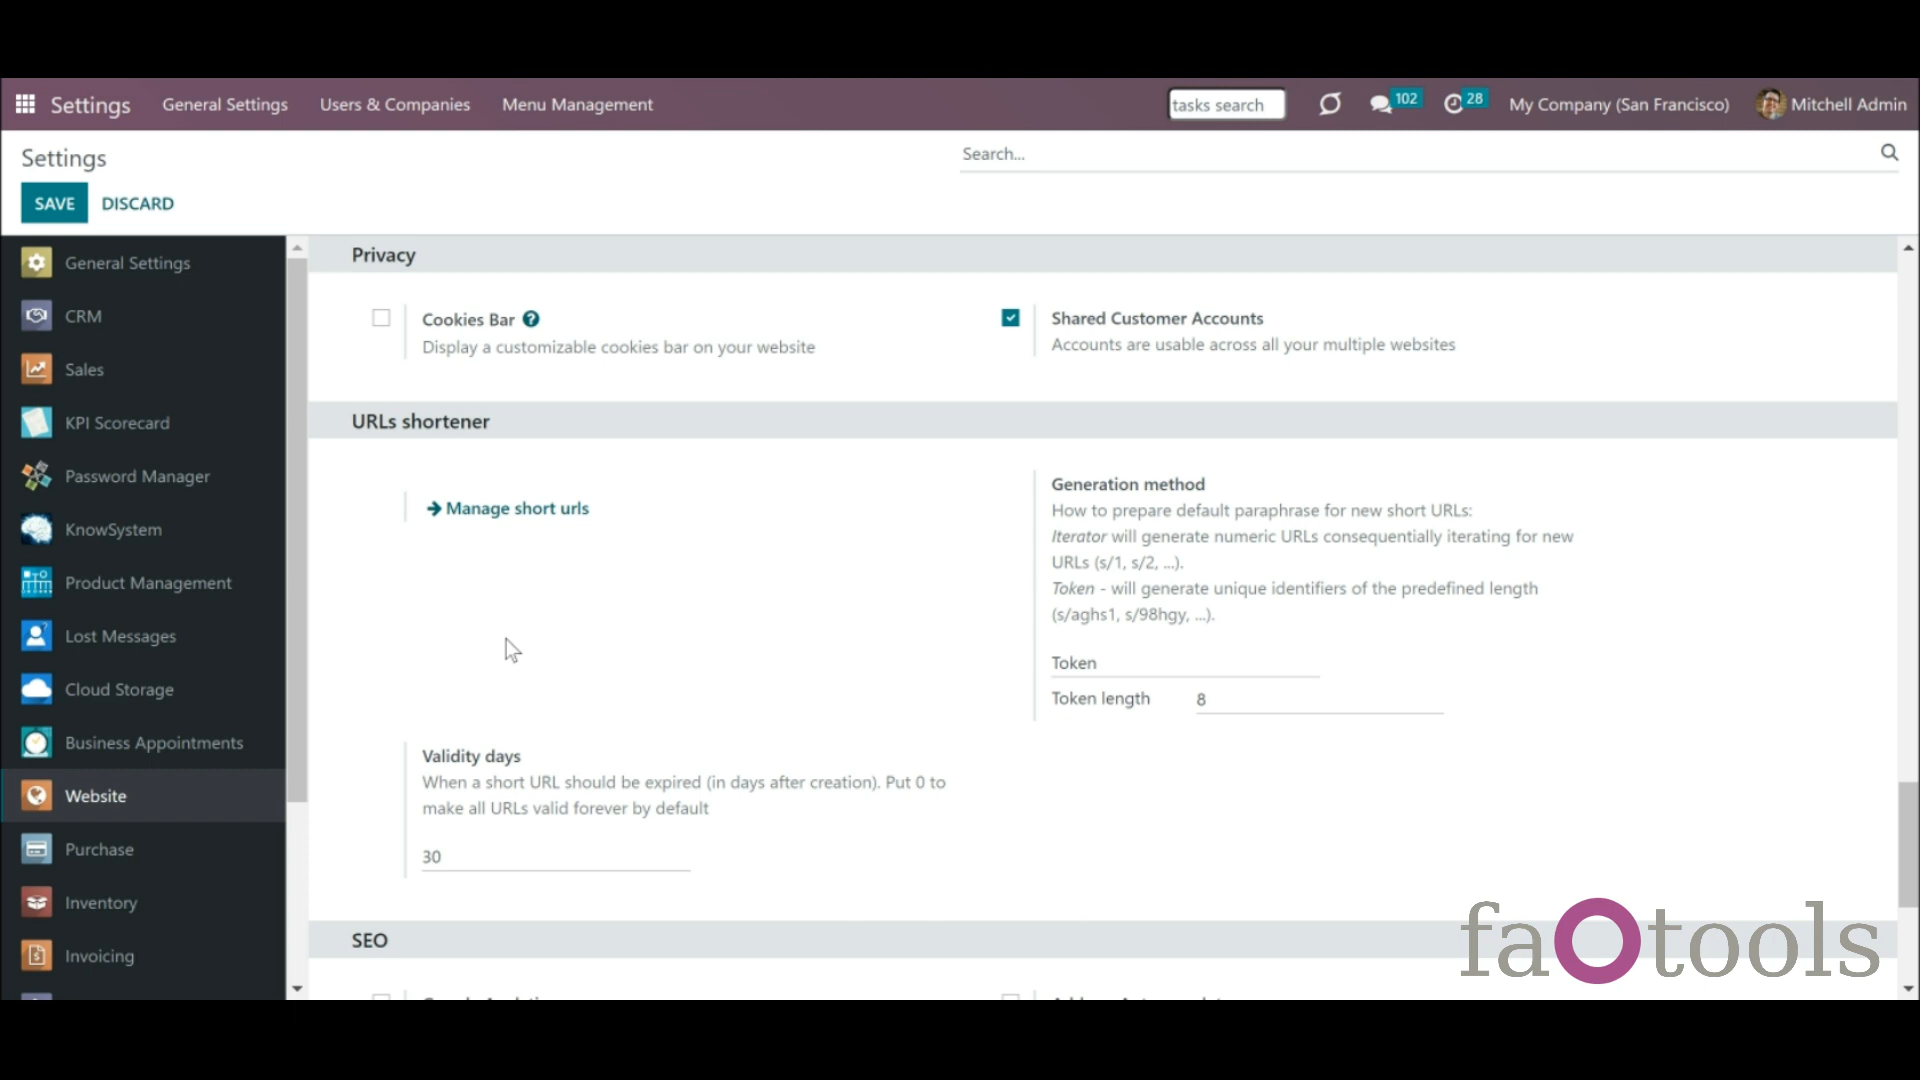 Settings General Settings Users & Companies Menu Management tasks search 102 28 My Company (San Francisco) Mitchell Admin
Settings
Search...
SAVE DISCARD
General Settings
CRM
Sales
KPI Scorecard
Password Manager
KnowSystem
Product Management
Lost Messages
Cloud Storage
Business Appointments
Website
Purchase
Inventory
Invoicing
Privacy
Cookies Bar ?
Display a customizable cookies bar on your website
Shared Customer Accounts
Accounts are usable across all your multiple websites
URLs shortener
Manage short urls
Generation method
How to prepare default paraphrase for new short URLs:
Iterator will generate numeric URLs consequentially iterating for new
URLs (s/1, s/2, ...).
Token - will generate unique identifiers of the predefined length
(s/aghs1, s/98hgy, ...).
Token
Token length 8
Validity days
When a short URL should be expired (in days after creation). Put 0 to
make all URLs valid forever by default
30
SEO
faOtools